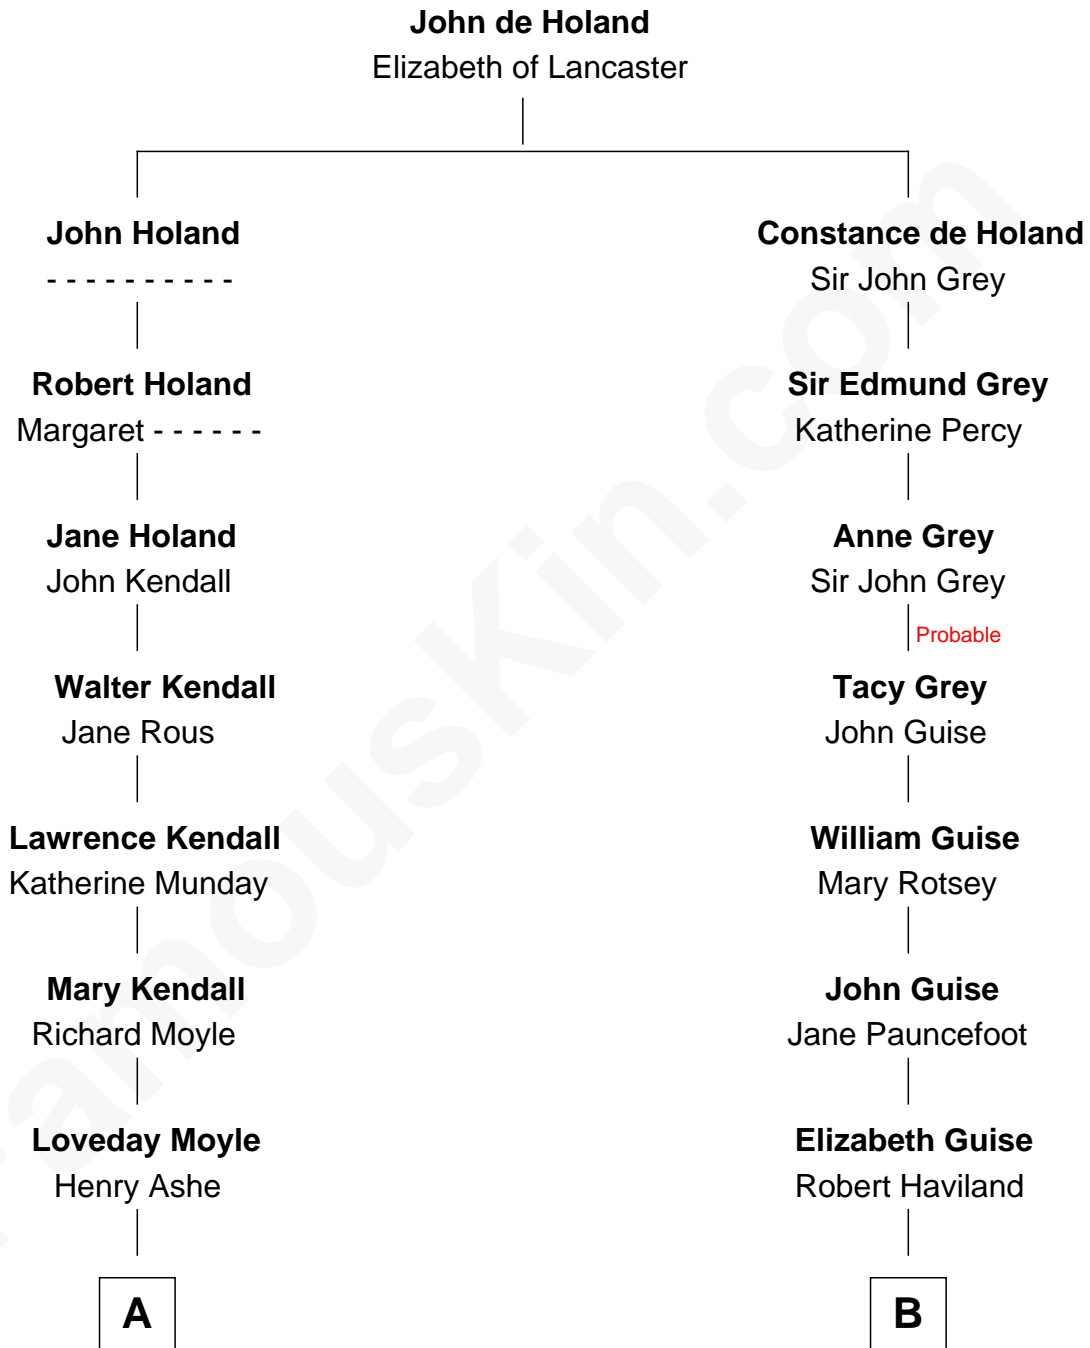 John de Holand
Elizabeth of Lancaster
John Holand
- - - - - - - - - -
Constance de Holand
Sir John Grey
Robert Holand
Margaret - - - - - -
Sir Edmund Grey
Katherine Percy
Jane Holand
John Kendall
Anne Grey
Sir John Grey
Probable
Walter Kendall
Jane Rous
Tacy Grey
John Guise
Lawrence Kendall
Katherine Munday
William Guise
Mary Rotsey
Mary Kendall
Richard Moyle
John Guise
Jane Pauncefoot
Loveday Moyle
Henry Ashe
Elizabeth Guise
Robert Haviland
A
B
FamousKin.com